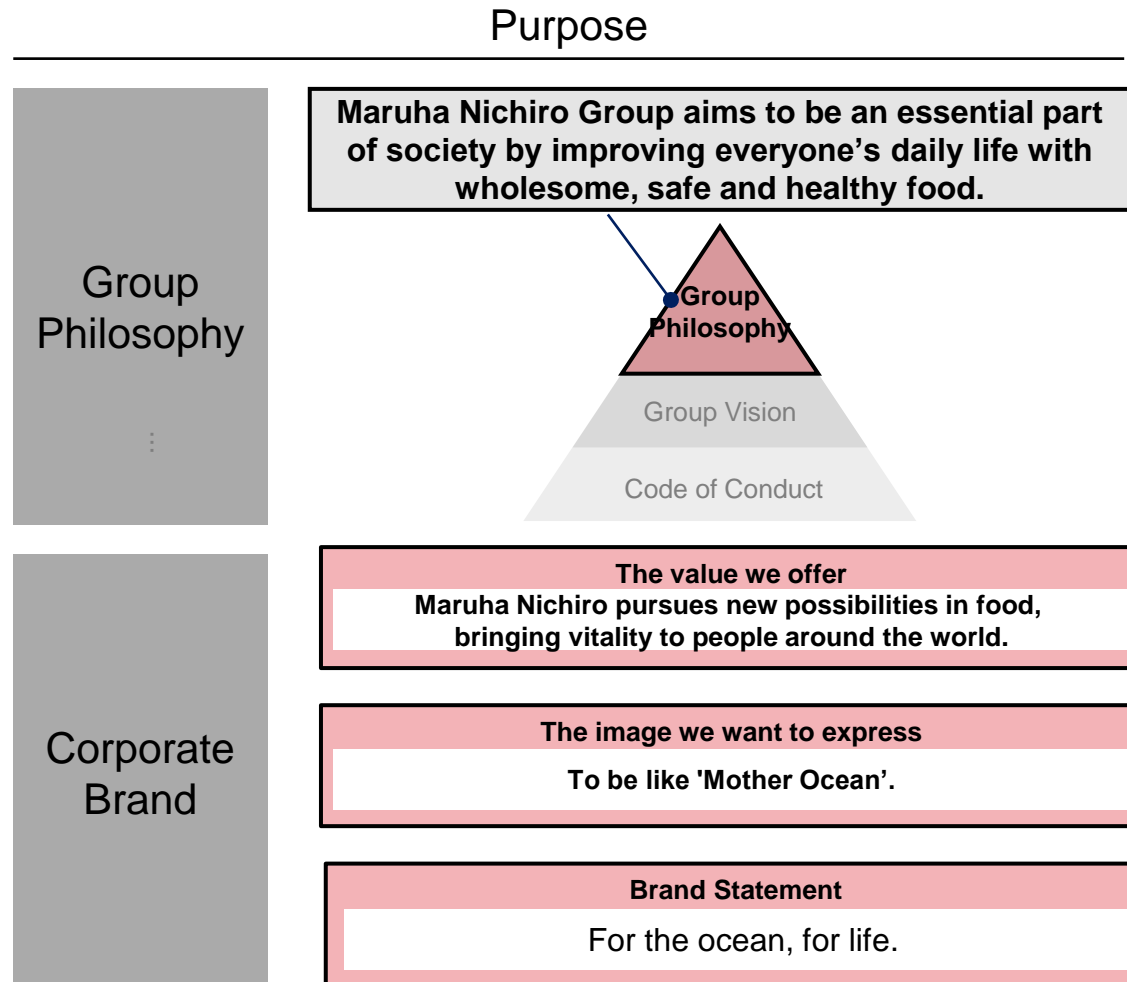 Purpose
Group
Philosophy
⋮
Maruha Nichiro Group aims to be an essential part
of society by improving everyone’s daily life with
wholesome, safe and healthy food.
Group
Philosophy
Group Vision
Code of Conduct
Corporate
Brand
The value we offer
Maruha Nichiro pursues new possibilities in food,
bringing vitality to people around the world.
The image we want to express
To be like 'Mother Ocean’.
Brand Statement
For the ocean, for life.